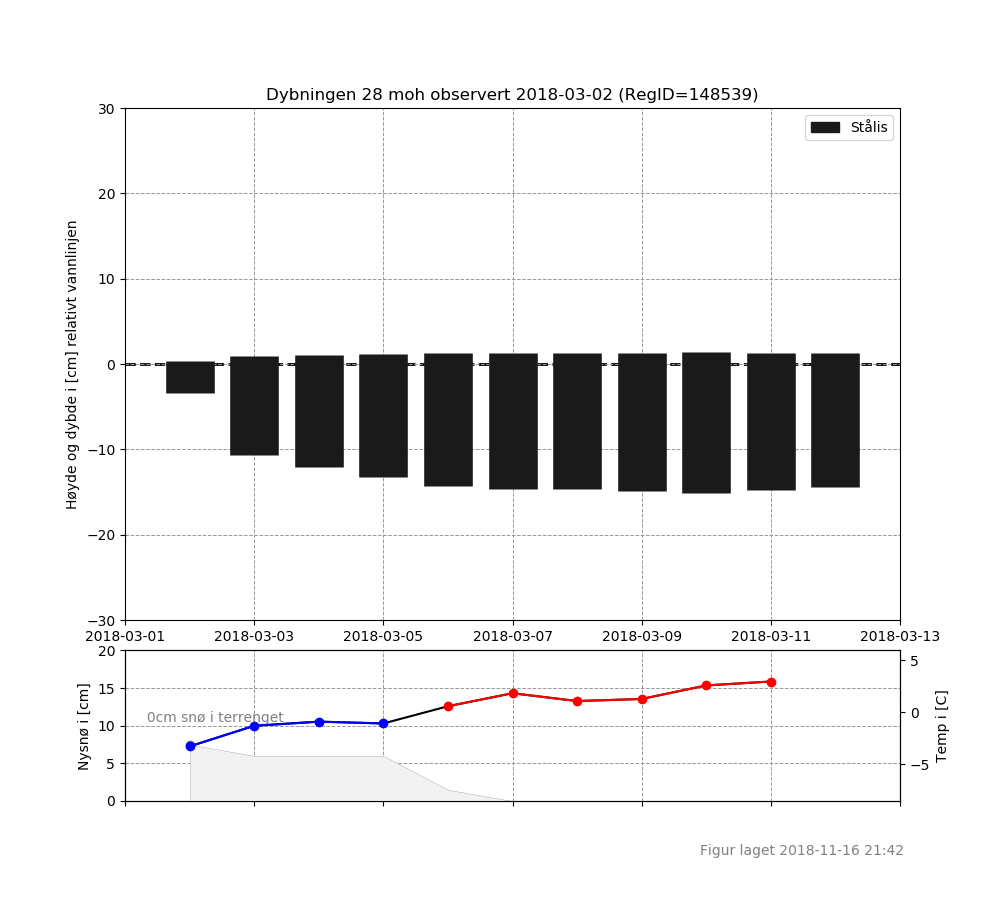 Dybningen 28 moh observert 2018-03-02 (RegID=148539)
Stålis
Høyde og dybde i [cm] relativt vannlinjen
30
20
10
0
−10
−20
−30
2018-03-01 2018-03-03 2018-03-05 2018-03-07 2018-03-09 2018-03-11 2018-03-13
Nysnø i [cm]
20
15
10
5
0
0cm snø i terrenget
5
0
−5
Temp i [C]
Figur laget 2018-11-16 21:42